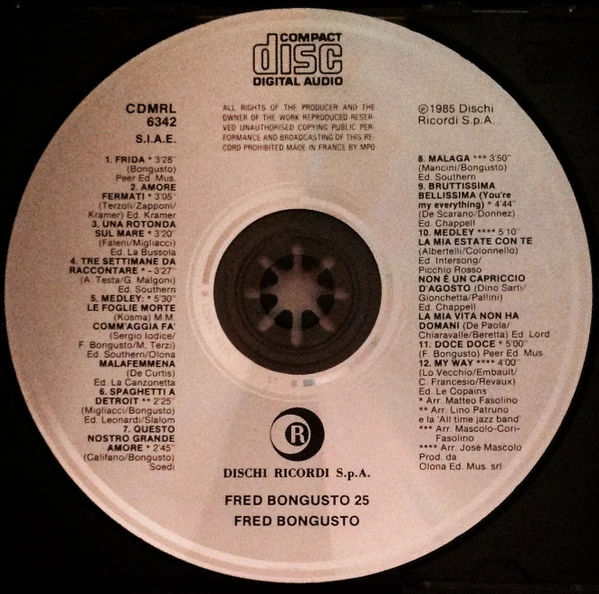 COMPACT
disc
DIGITAL AUDIO
CDMRL
6342
S.I.A.E.
ALL RIGHTS OF THE PRODUCER AND THE
OWNER OF THE WORK REPRODUCED RESER-
VED UNAUTHORISED COPYING PUBLIC PER-
FORMANCE AND BROADCASTING OF THIS RE-
CORD PROHIBITED MADE IN FRANCE BY MPO
℗1985 Dischi
Ricordi S.p.A.
1. FRIDA * 3'28"
(Bongusto)
Peer Ed. Mus.
2. AMORE
FERMATI * 3'05"
(Terzoli/Zapponi/
Kramer) Ed. Kramer
3. UNA ROTONDA
SUL MARE * 3'20"
(Faleni/Migliacci)
Ed. La Bussola
4. TRE SETTIMANE DA
RACCONTARE * - 3'27"
(A. Testa/G. Malgoni)
Ed. Southern
5. MEDLEY: * 5'30"
LE FOGLIE MORTE
(Kosma) M.M.
COMM'AGGIA FA'
(Sergio Iodice/
F. Bongusto/M. Terzi)
Ed. Southern/Olona
MALAFEMMENA
(De Curtis)
Ed. La Canzonetta
6. SPAGHETTI A
DETROIT ** 2'25"
(Migliacci/Bongusto)
Ed. Leonardi/Slalom
7. QUESTO
NOSTRO GRANDE
AMORE * 2'45"
(Califano/Bongusto)
Soedi
8. MALAGA *** 3'50"
(Mancini/Bongusto)
Ed. Southern
9. BRUTTISSIMA
BELLISSIMA (You're
my everything) * 4'44"
(De Scarano/Donnez)
Ed. Chappell
10. MEDLEY **** 5'10"
LA MIA ESTATE CON TE
(Albertelli/Colonnello)
Ed. Intersong/
Picchio Rosso
NON È UN CAPRICCIO
D'AGOSTO (Dino Sarti/
Gionchetta/Pallini)
Ed. Chappell
LA MIA VITA NON HA
DOMANI (De Paola/
Chiaravalle/Beretta) Ed. Lord
11. DOCE DOCE * 5'00"
(F. Bongusto) Peer Ed. Mus.
12. MY WAY **** 4'00"
(Lo Vecchio/Embault/
C. Francesio/Revaux)
Ed. Le Copains
* Arr. Matteo Fasolino
** Arr. Lino Patruno
e la 'All time jazz band'
*** Arr. Mascolo-Cori-
Fasolino
**** Arr. José Mascolo
Prod. da
Olona Ed. Mus. srl
R
DISCHI RICORDI S.p.A.
FRED BONGUSTO 25
FRED BONGUSTO